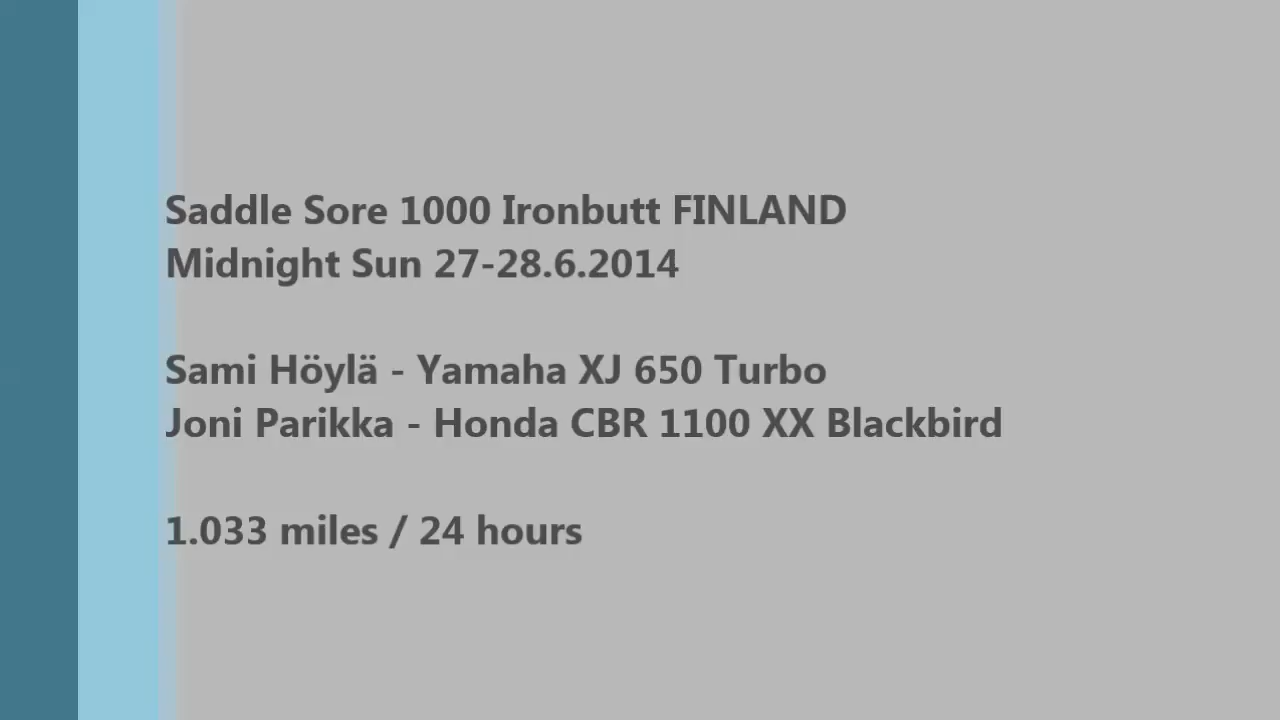 Saddle Sore 1000 Ironbutt FINLAND
Midnight Sun 27-28.6.2014
Sami Höylä - Yamaha XJ 650 Turbo
Joni Parikka - Honda CBR 1100 XX Blackbird
1.033 miles / 24 hours